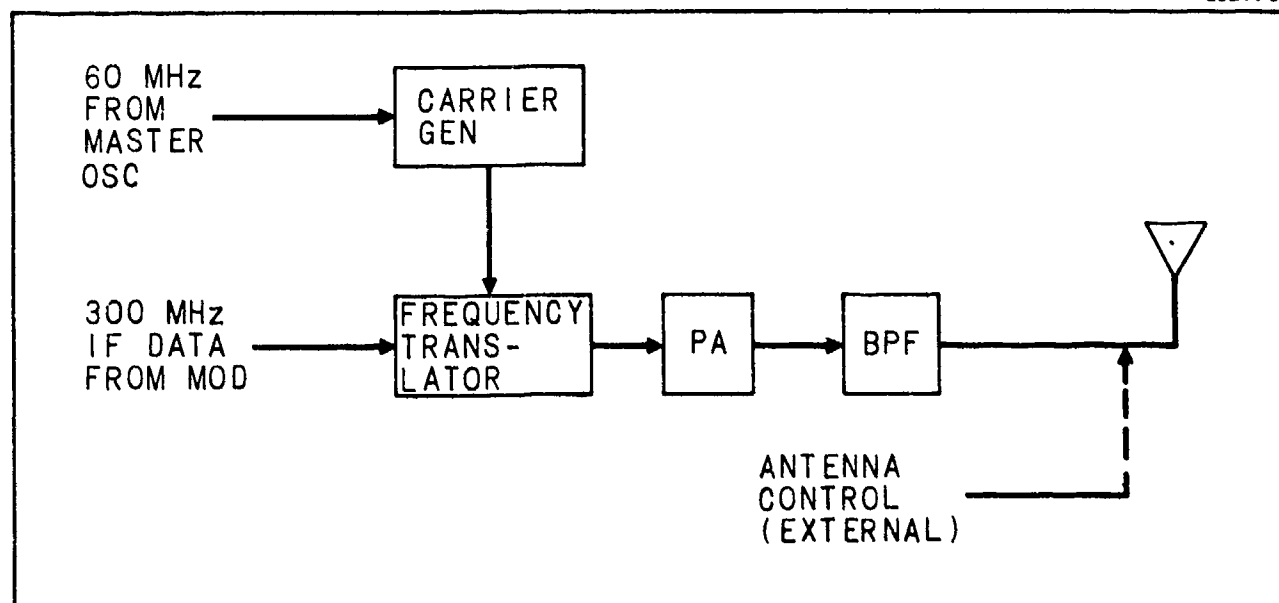 60 MHz
FROM
MASTER
OSC
CARRIER
GEN
300 MHz
IF DATA
FROM MOD
FREQUENCY
TRANS-
LATOR
PA
BPF
ANTENNA
CONTROL
(EXTERNAL)